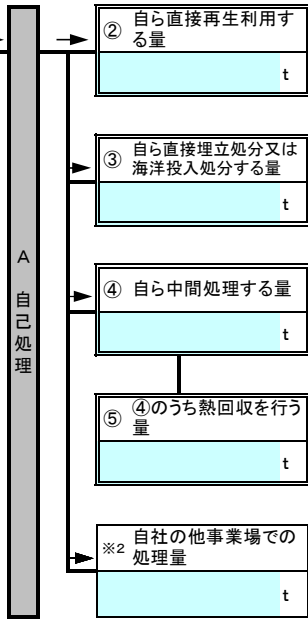 ② 自ら直接再生利用す
る量
t
③ 自ら直接埋立処分又は
海洋投入処分する量
t
A
自
己
処
理
④ 自ら中間処理する量
t
⑤ ④のうち熱回収を行う
量
t
※2 自社の他事業場での
処理量
t